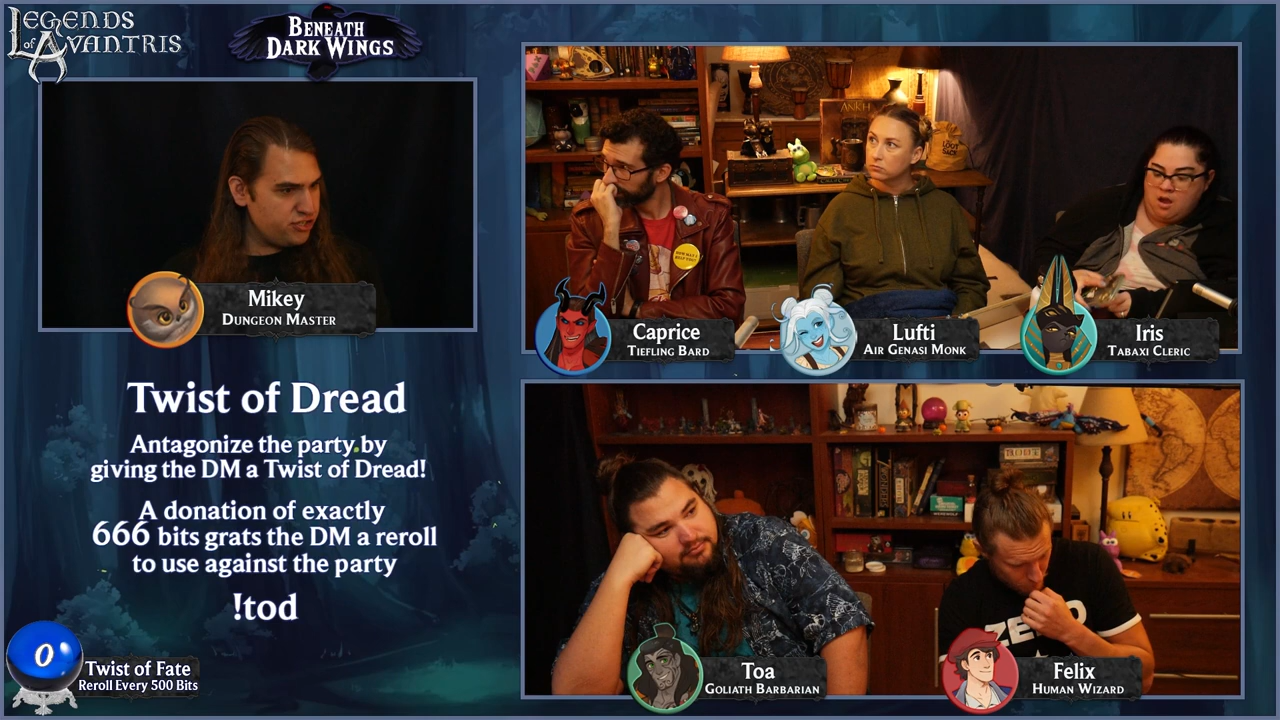 LEGENDS
OF AVANTRIS
BENEATH
DARK WINGS
Mikey
DUNGEON MASTER
Twist of Dread
Antagonize the party by
giving the DM a Twist of Dread!
A donation of exactly
666 bits grats the DM a reroll
to use against the party
!tod
0
Twist of Fate
Reroll Every 500 Bits
ANKH
LOOT
Caprice
TIEFLING BARD
Lufti
AIR GENASI MONK
Iris
TABAXI CLERIC
ZERO
Toa
GOLIATH BARBARIAN
Felix
HUMAN WIZARD